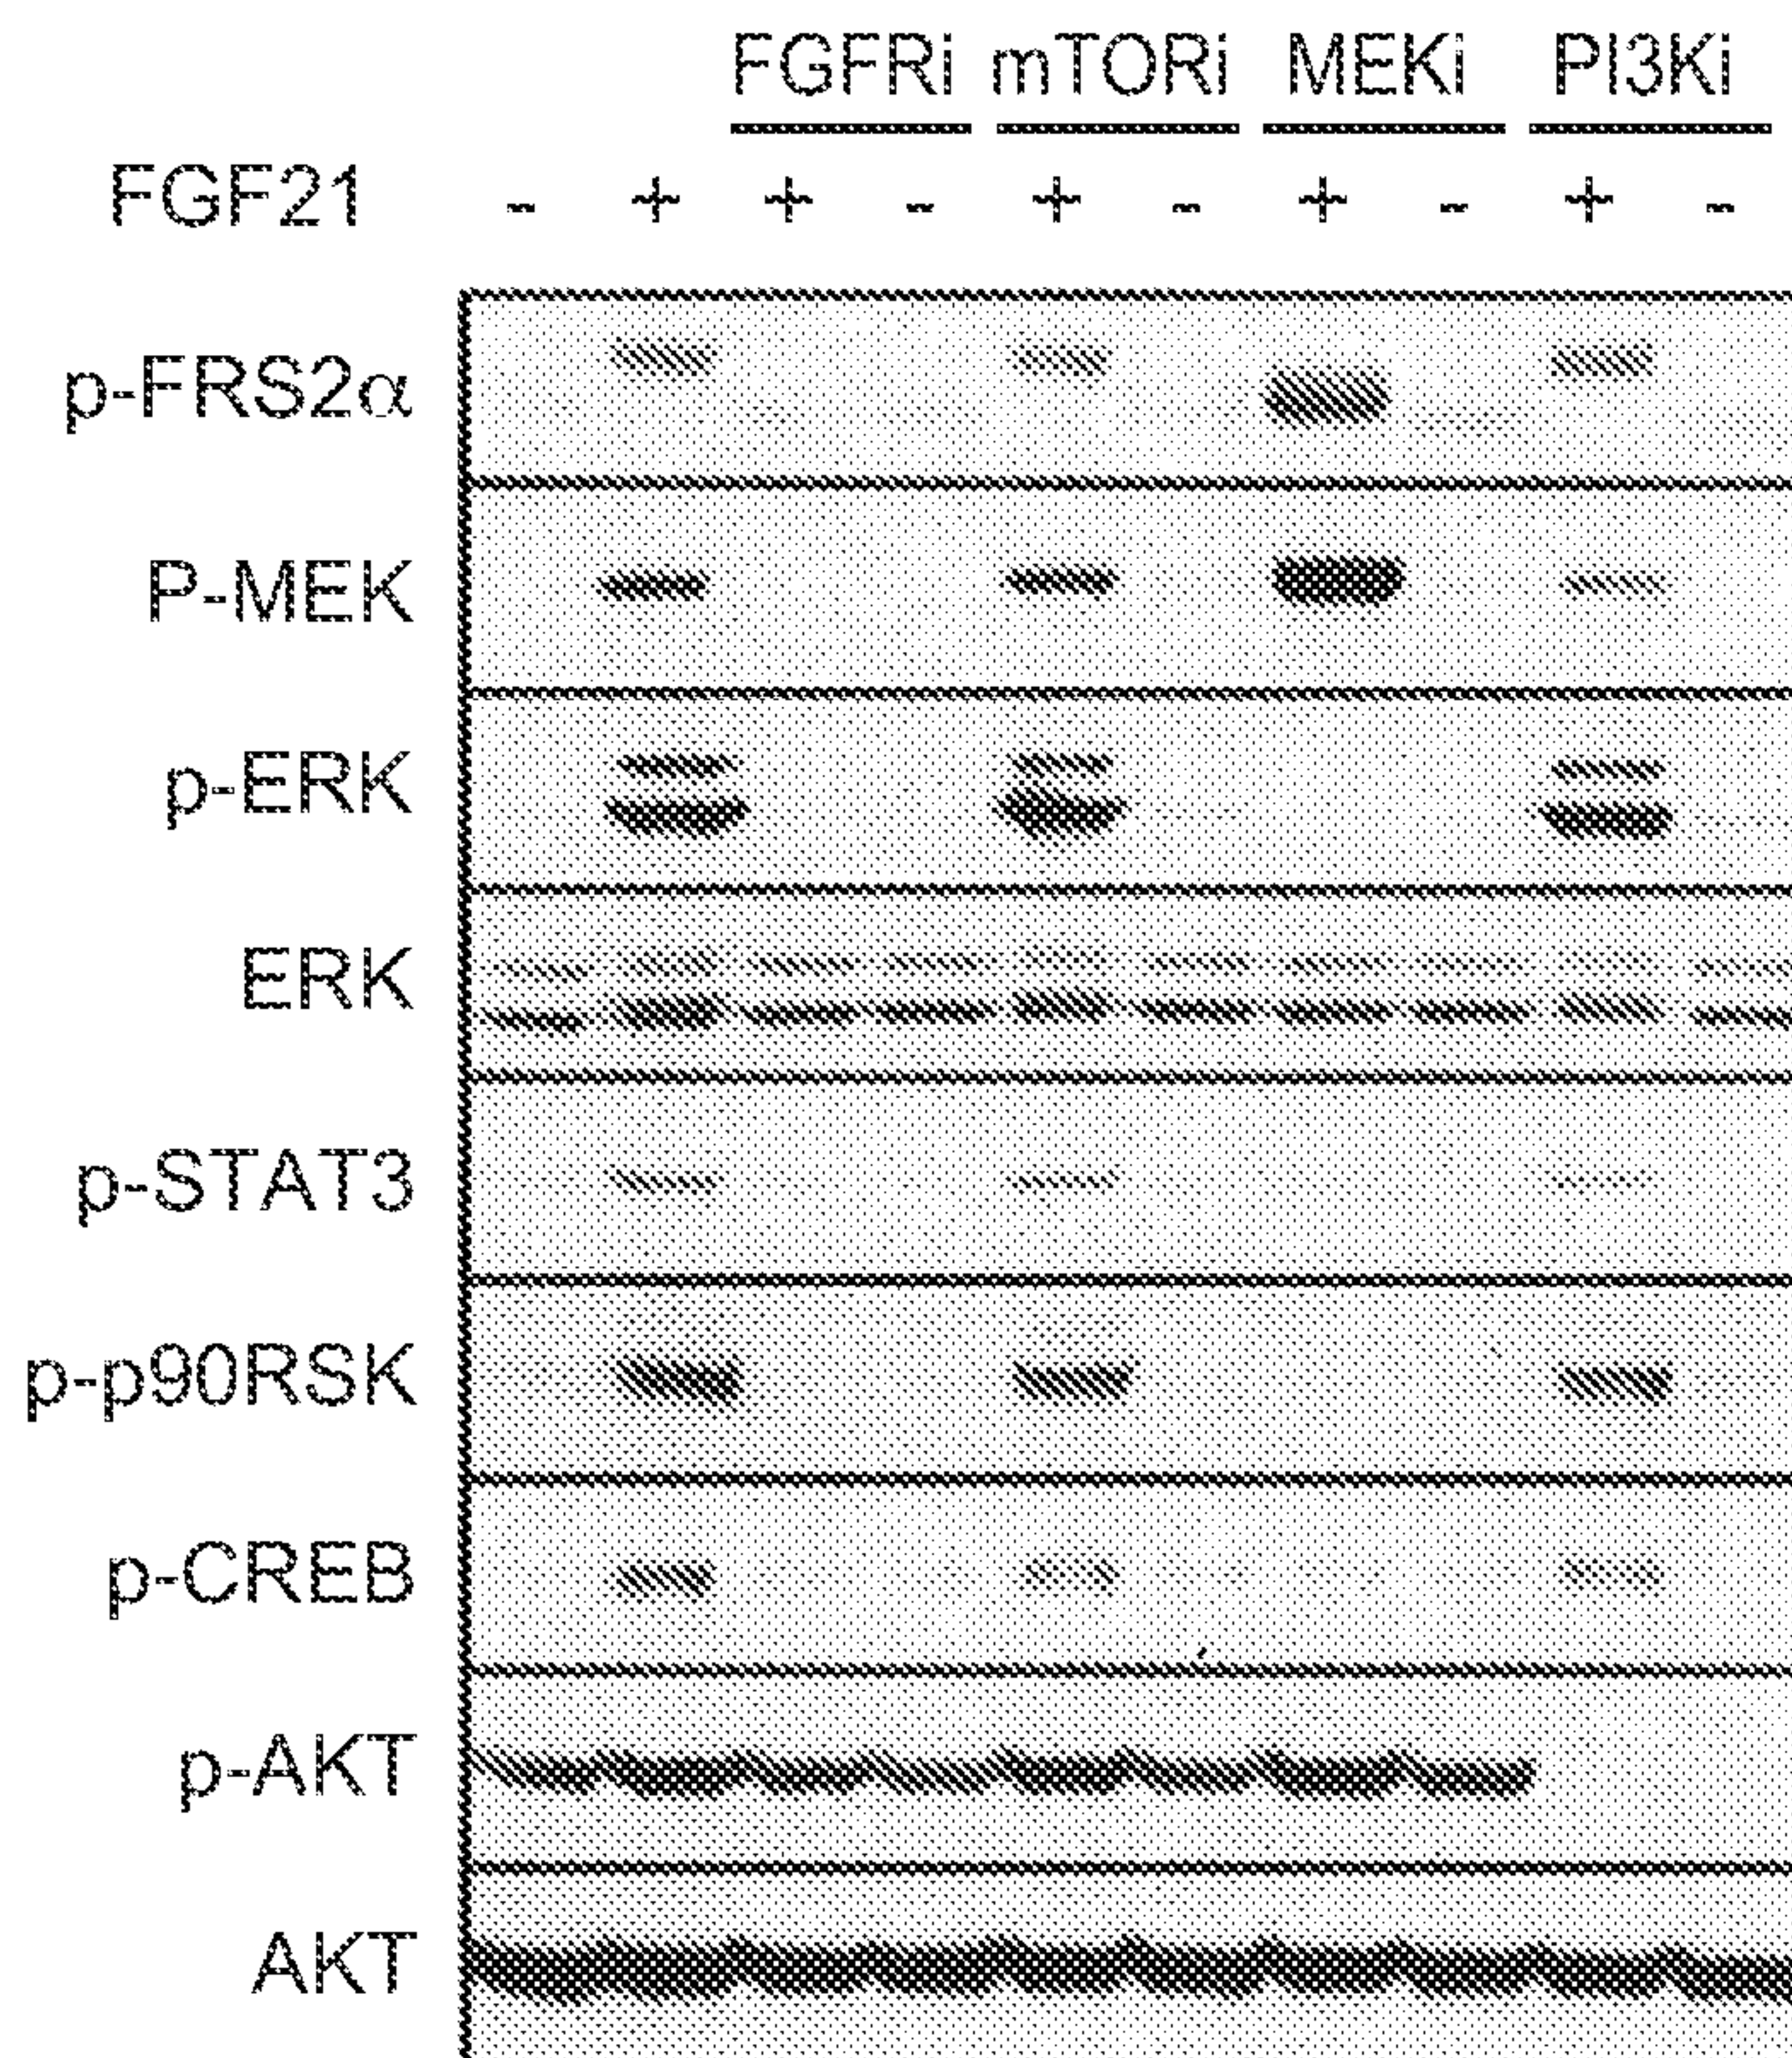 FGFRi mTORi MEKi PI3Ki
FGF21 - + + - + - + - + -
p-FRS2α
P-MEK
p-ERK
ERK
p-STAT3
p-p90RSK
p-CREB
p-AKT
AKT